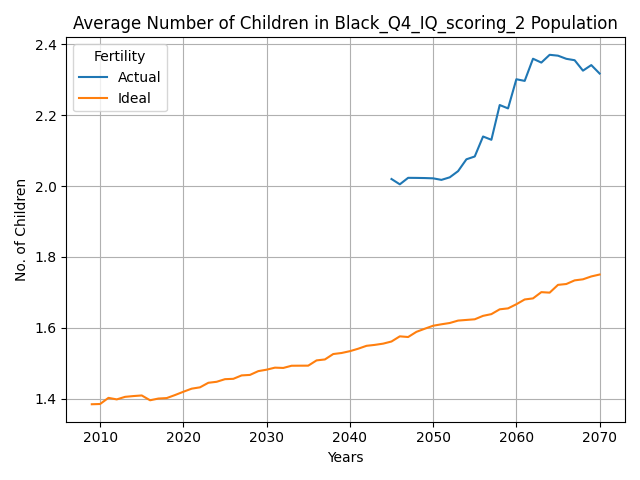 Average Number of Children in Black_Q4_IQ_scoring_2 Population
Fertility
Actual
Ideal
No. of Children
2.4
2.2
2.0
1.8
1.6
1.4
2010 2020 2030 2040 2050 2060 2070
Years